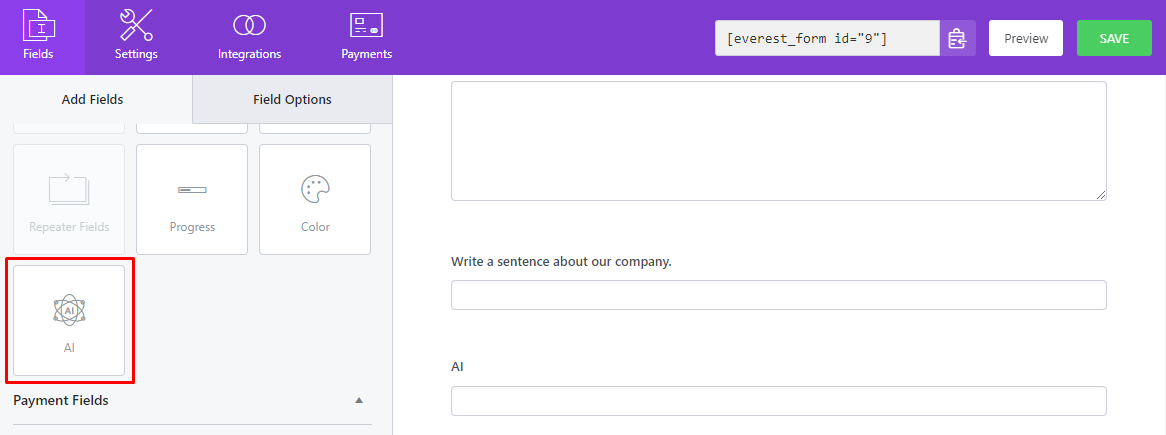 Fields
Settings
Integrations
Payments
[everest_form id="9"]
Preview
SAVE
Add Fields
Field Options
Repeater Fields
Progress
Color
AI
AI
Payment Fields
Write a sentence about our company.
AI